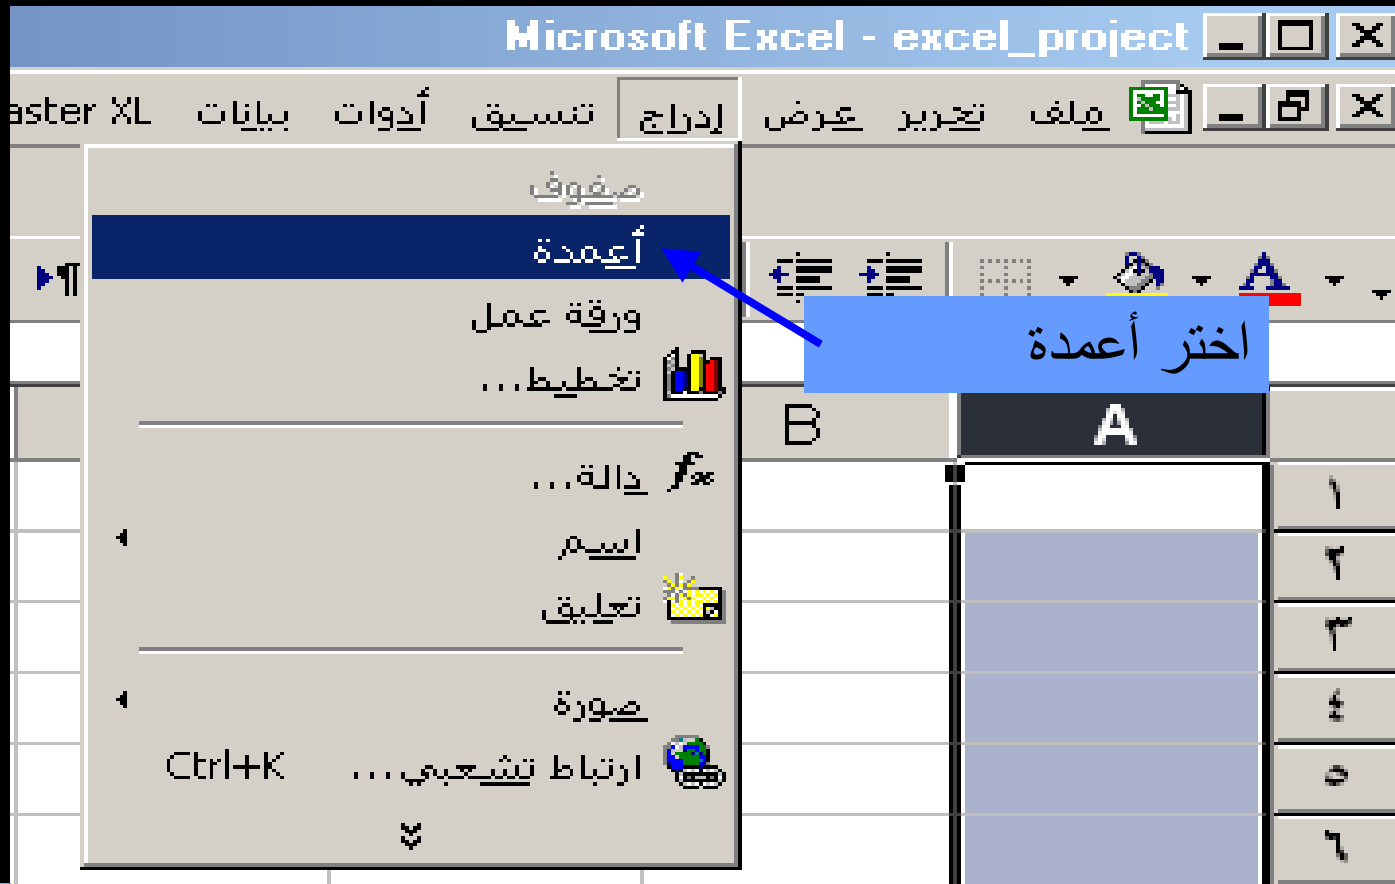 Microsoft Excel - excel_project
ملف تحرير عرض إدراج تنسيق أدوات بيانات aster XL
صفوف
أعمدة
ورقة عمل
تخطيط...
دالة...
اسم
تعليق
صورة
ارتباط تشعبي... Ctrl+K
اختر أعمدة
A B
١
٢
٣
٤
٥
٦